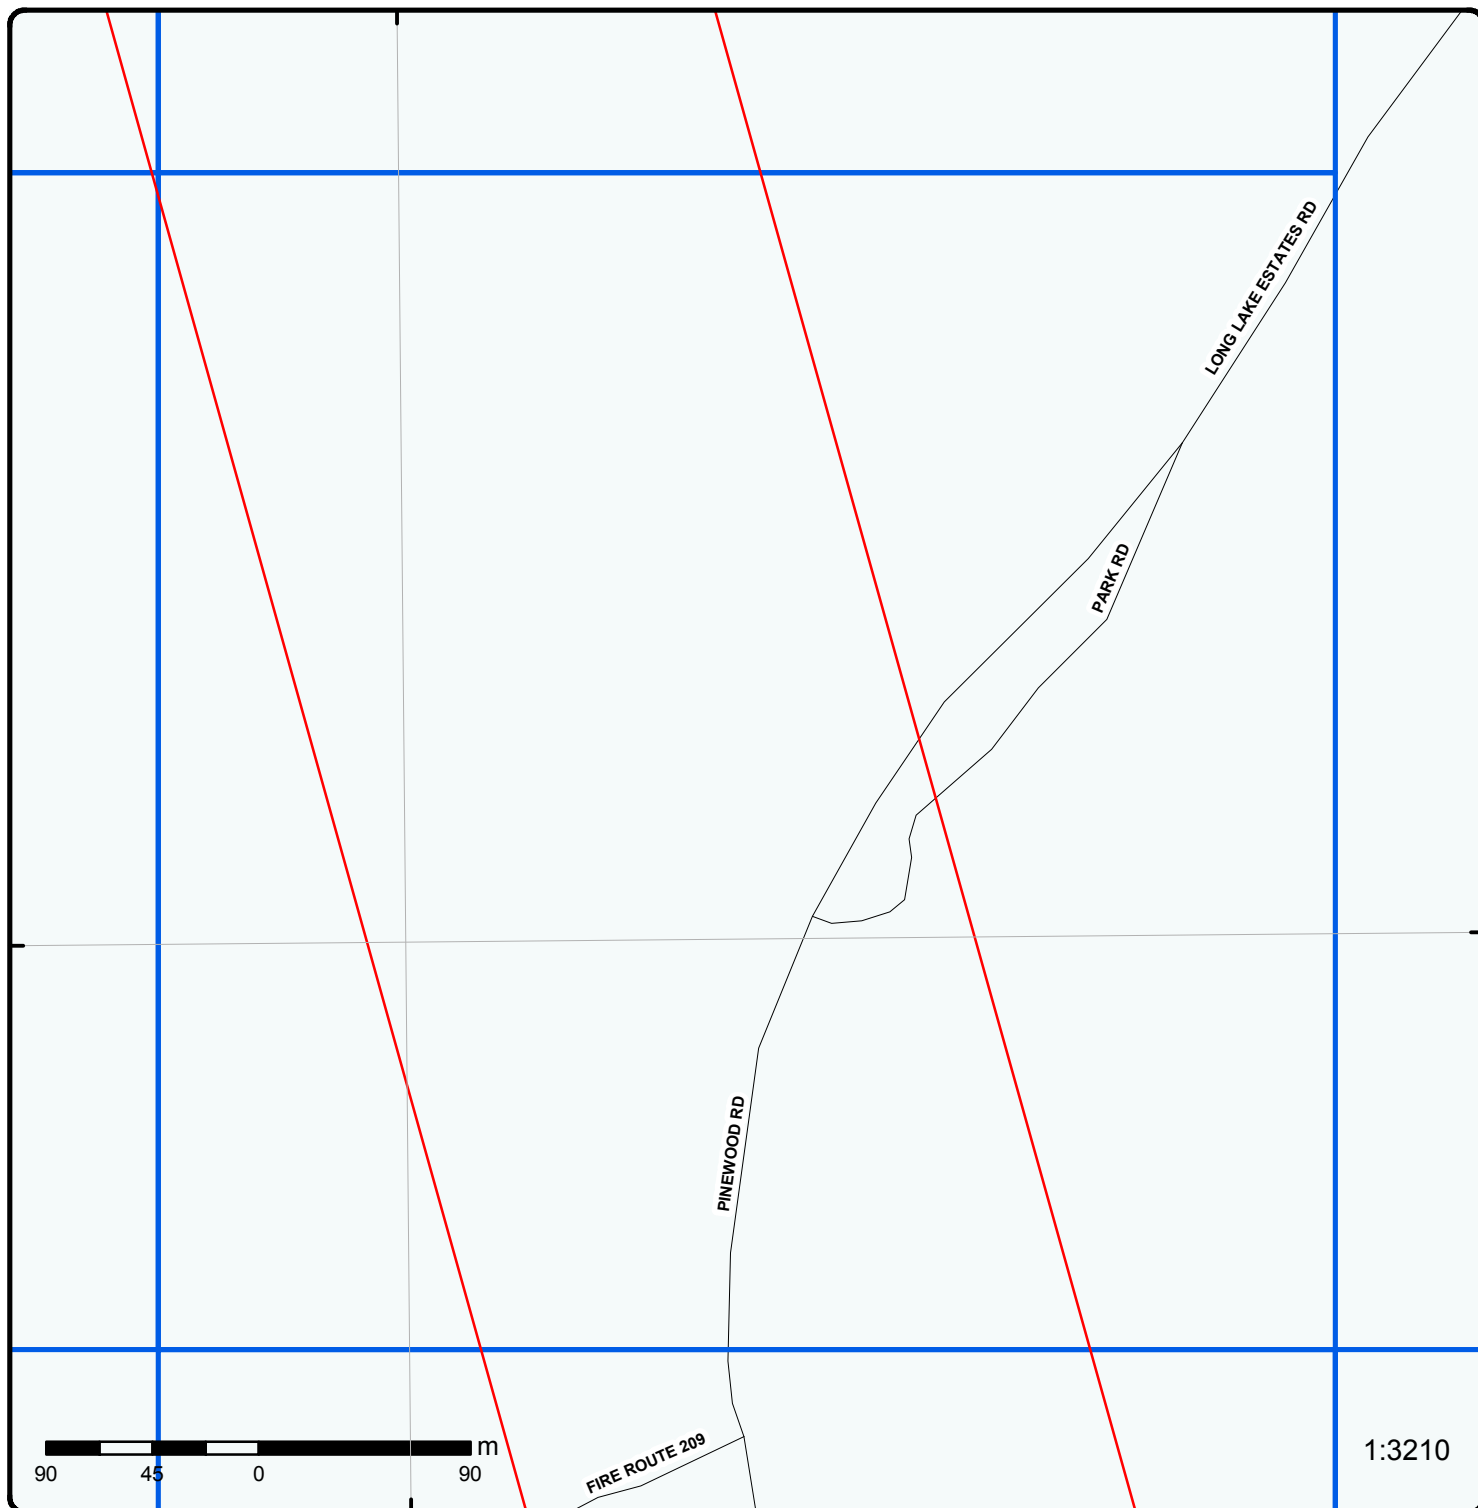 LONG LAKE ESTATES RD
PARK RD
PINEWOOD RD
FIRE ROUTE 209
m
90 45 0 90
1:3210